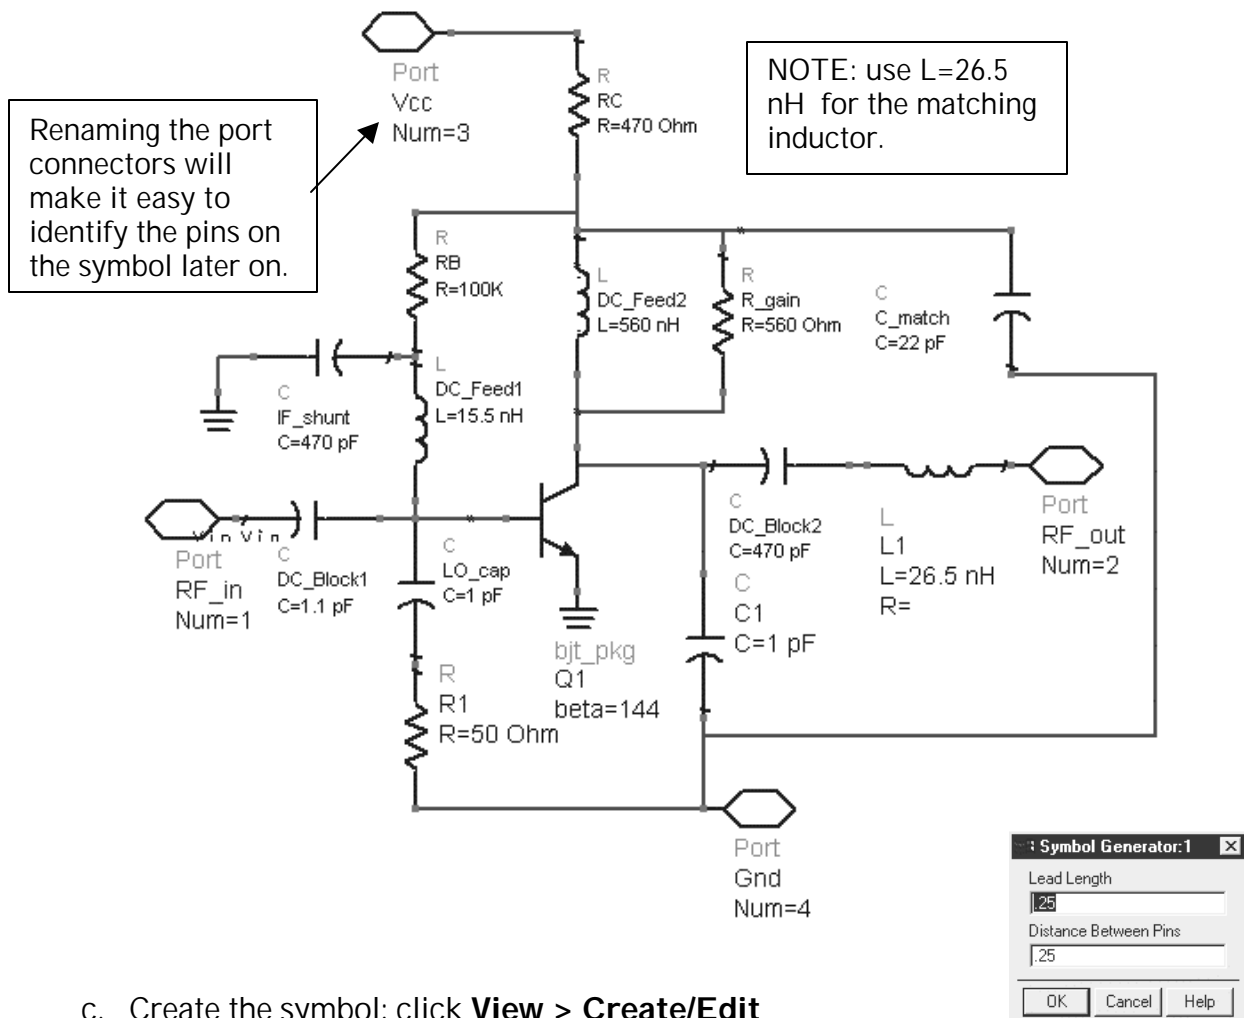 Port
Vcc
Num=3
R
RC
R=470 Ohm
NOTE: use L=26.5
nH for the matching
inductor.
Renaming the port
connectors will
make it easy to
identify the pins on
the symbol later on.
R
RB
R=100K
L
DC_Feed2
L=560 nH
R
R_gain
R=560 Ohm
C
C_match
C=22 pF
C
IF_shunt
C=470 pF
L
DC_Feed1
L=15.5 nH
Vin Vin
Port
RF_in
Num=1
C
DC_Block1
C=1.1 pF
C
LO_cap
C=1 pF
C
DC_Block2
C=470 pF
L
L1
L=26.5 nH
R=
Port
RF_out
Num=2
C
C1
C=1 pF
bjt_pkg
Q1
beta=144
R
R1
R=50 Ohm
Port
Gnd
Num=4
Symbol Generator:1
Lead Length
.25
Distance Between Pins
.25
OK Cancel Help
c. Create the symbol: click View > Create/Edit